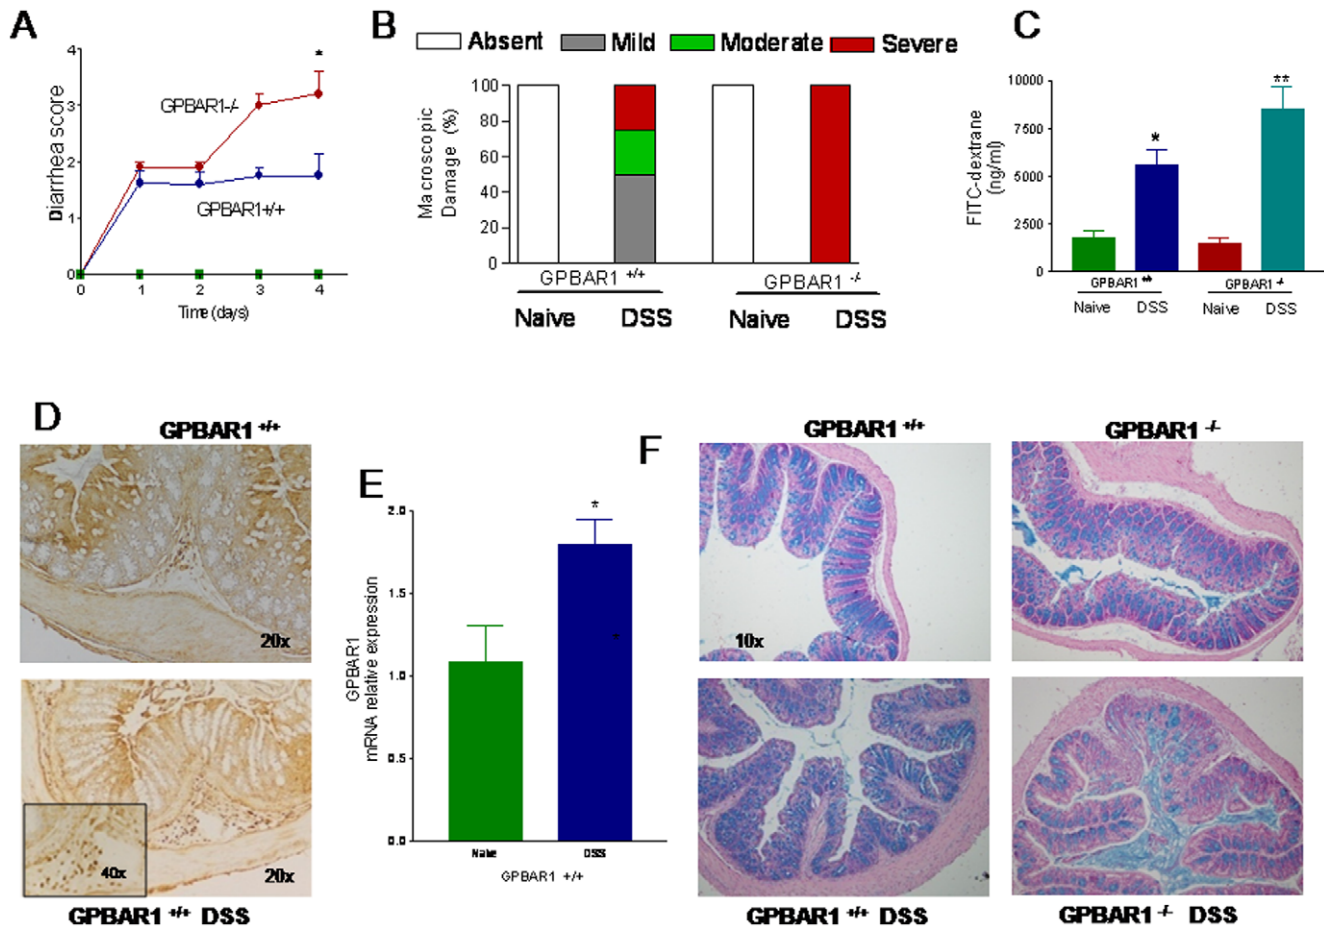 A
Diarrhea score
4
3
2
1
0
*
GPBAR1-/-
GPBAR1+/+
0 1 2 3 4
Time (days)
B
Absent Mild Moderate Severe
Macroscopic
Damage (%)
100
80
60
40
20
0
GPBAR1 +/+ GPBAR1 -/-
Naive DSS Naive DSS
C
FITC-dextrane
(ng/ml)
10000
7500
5000
2500
0
*
**
GPBAR1 +/+ GPBAR1 -/-
Naive DSS Naive DSS
D
GPBAR1 +/+
20x
40x
20x
GPBAR1 +/+ DSS
E
GPBAR1
mRNA relative expression
2.0
1.5
1.0
0.5
0.0
*
*
Naive DSS
GPBAR1 +/+
F
GPBAR1 +/+ GPBAR1 -/-
10x
GPBAR1 +/+ DSS GPBAR1 -/- DSS